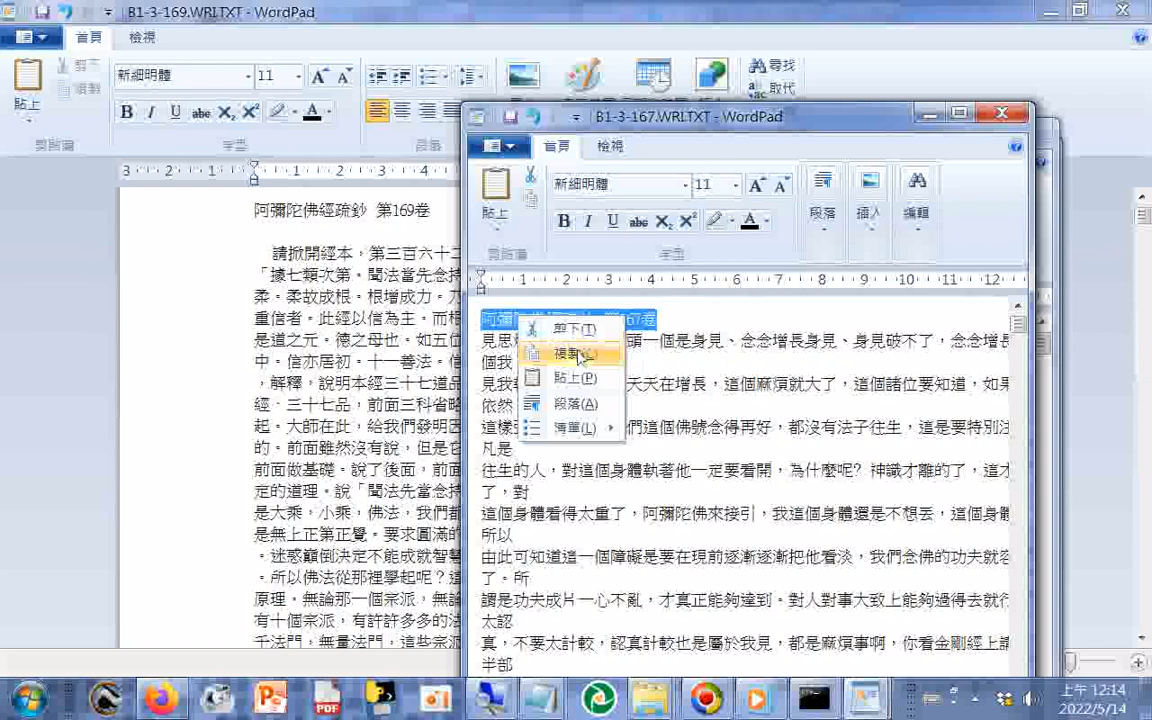 B1-3-169.WRI.TXT - WordPad
首頁 檢視
新細明體 11
貼上 剪下 複製 尋找 取代
剪貼簿 字型 段落
阿彌陀佛經疏鈔 第169卷
請掀開經本，第三百六十二
「據七類次第。聞法當先念持
柔。柔故成根。根增成力。
重信者。此經以信為主。而根
是道之元。德之母也。如五位
中。信亦居初。十一善法。信
，解釋，說明本經三十七道品
經、三十七品，前面三科省略
起。大師在此，給我們發明因
的。前面雖然沒有說，但是它
前面做基礎。說了後面，前面
定的道理。說「聞法先當念持
是大乘，小乘，佛法，我們都
是無上正等正覺。要求圓滿的
。迷惑巔倒決定不能成就智慧
。所以佛法從那裡學起呢？這
原理。無論那一個宗派，無論
有十個宗派，有許許多多的法
千法門，無量法門，這些宗派
B1-3-167.WRI.TXT - WordPad
首頁 檢視
新細明體 11
貼上 段落 插入 編輯
剪貼簿 字型
阿彌 167卷
剪下(T)
複製(C)
貼上(P)
段落(A)
清單(L)
見思 頭一個是身見、念念增長身見、身見破不了，念念增長
個我
見我 天天在增長，這個麻煩就大了，這個諸位要知道，如果
依然
這樣 們這個佛號念得再好，都沒有法子往生，這是要特別注
凡是
往生的人，對這個身體執著他一定要看開，為什麼呢? 神識才離的了，這才
了，對
這個身體看得太重了，阿彌陀佛來接引，我這個身體還是不想丟，這個身體
所以
由此可知道這一個障礙是要在現前逐漸逐漸把他看淡，我們念佛的功夫就容
了。所
謂是功夫成片一心不亂，才真正能夠達到。對人對事大致上能夠過得去就行
太認
真，不要太計較，認真計較也是屬於我見，都是麻煩事啊，你看金剛經上講
半部
上午 12:14
2022/5/14